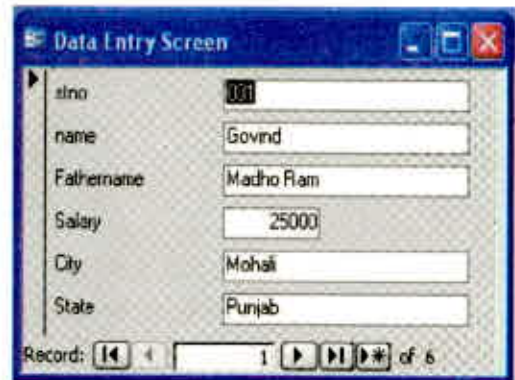 Data Entry Screen
slno 001
name Govind
Fathername Madho Ram
Salary 25000
City Mohali
State Punjab
Record: 1 of 6